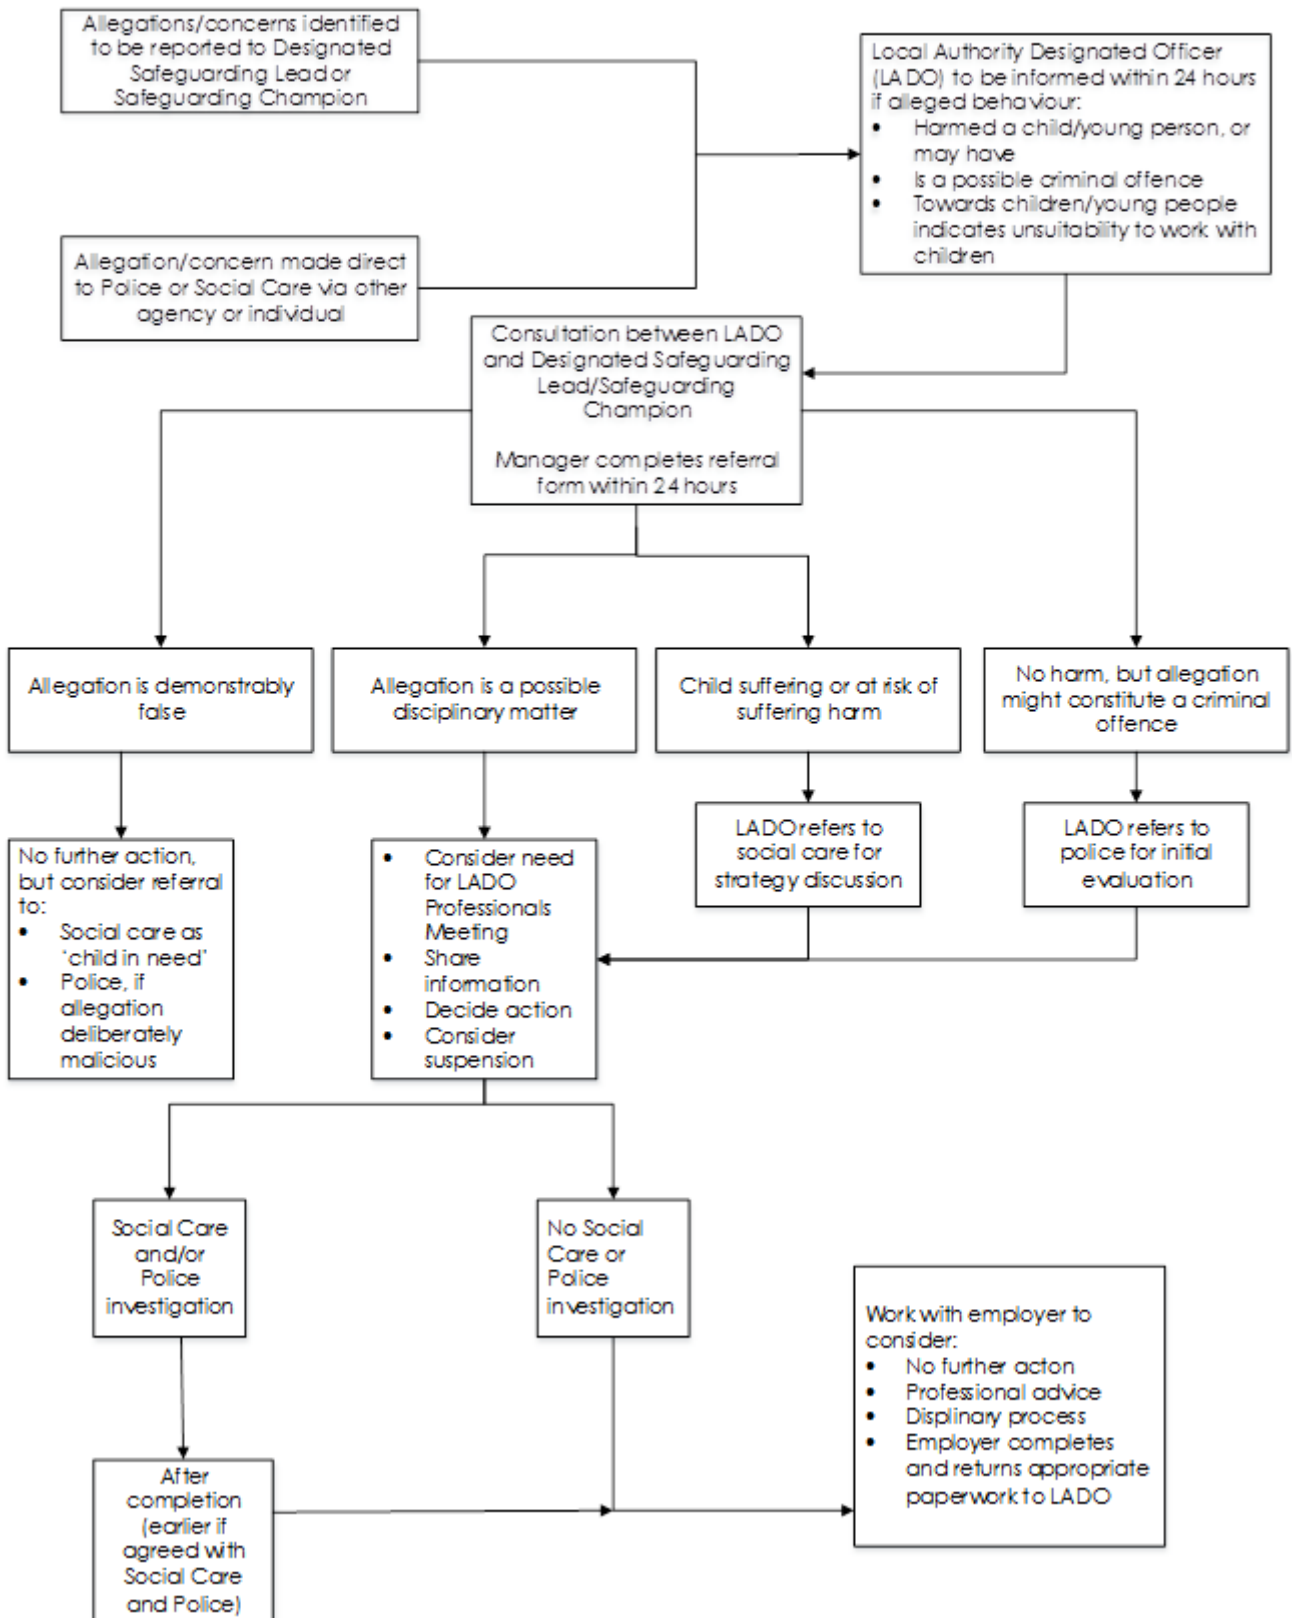 Allegations/concerns identified
to be reported to Designated
Safeguarding Lead or
Safeguarding Champion
Local Authority Designated Officer
(LADO) to be informed within 24 hours
if alleged behaviour:
• Harmed a child/young person, or
may have
• Is a possible criminal offence
• Towards children/young people
indicates unsuitability to work with
children
Allegation/concern made direct
to Police or Social Care via other
agency or individual
Consultation between LADO
and Designated Safeguarding
Lead/Safeguarding
Champion
Manager completes referral
form within 24 hours
Allegation is demonstrably
false
Allegation is a possible
disciplinary matter
Child suffering or at risk of
suffering harm
No harm, but allegation
might constitute a criminal
offence
No further action,
but consider referral
to:
• Social care as
‘child in need’
• Police, if
allegation
deliberately
malicious
• Consider need
for LADO
Professionals
Meeting
• Share
information
• Decide action
• Consider
suspension
LADO refers to
social care for
strategy discussion
LADO refers to
police for initial
evaluation
Social Care
and/or
Police
investigation
No Social
Care or
Police
investigation
Work with employer to
consider:
• No further acton
• Professional advice
• Displinary process
• Employer completes
and returns appropriate
paperwork to LADO
After
completion
(earlier if
agreed with
Social Care
and Police)